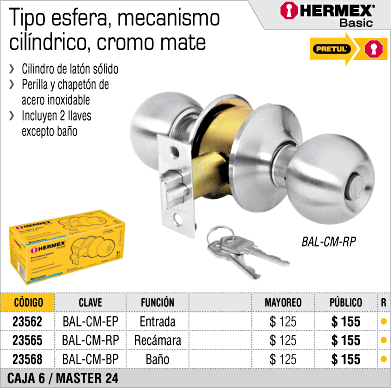 Tipo esfera, mecanismo
cilíndrico, cromo mate
HERMEX
Basic
PRETUL
› Cilindro de latón sólido
› Perilla y chapetón de
acero inoxidable
› Incluyen 2 llaves
excepto baño
BAL-CM-RP
HERMEX
CÓDIGO CLAVE FUNCIÓN MAYOREO PÚBLICO R
23562 BAL-CM-EP Entrada $ 125 $ 155 •
23565 BAL-CM-RP Recámara $ 125 $ 155 •
23568 BAL-CM-BP Baño $ 125 $ 155 •
CAJA 6 / MASTER 24